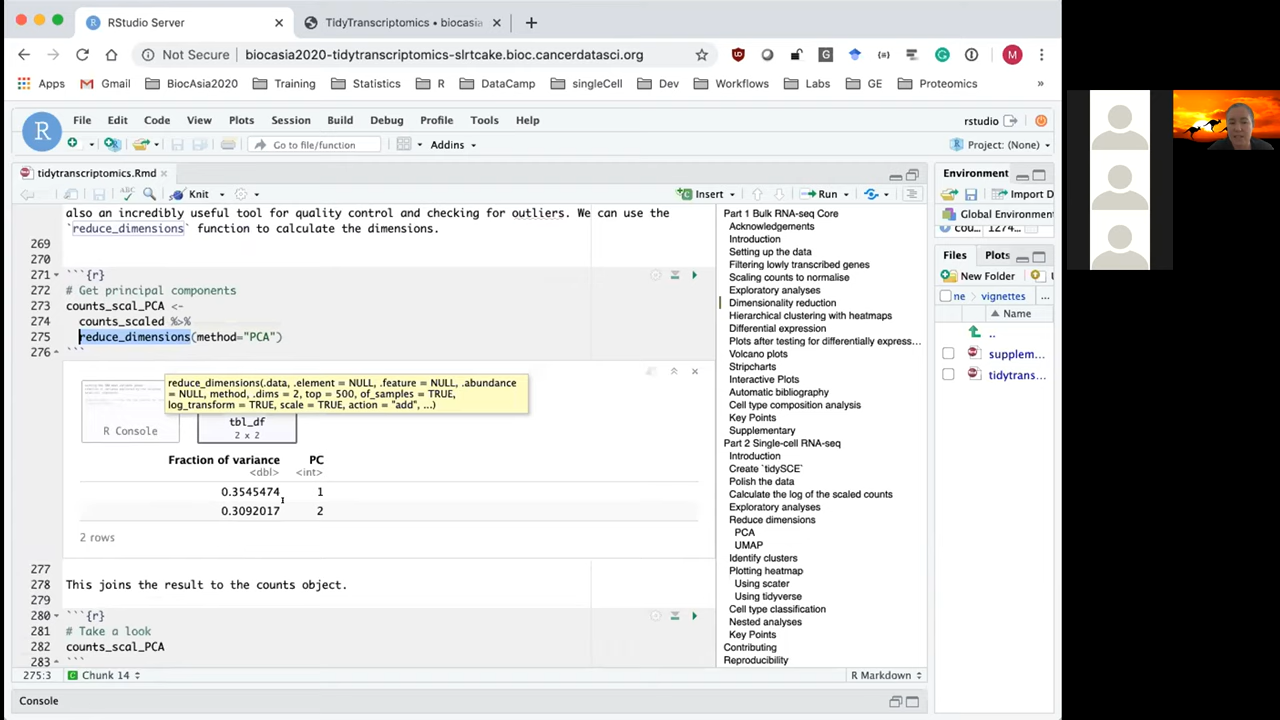 RStudio Server
TidyTranscriptomics • biocasia
Not Secure
biocasia2020-tidytranscriptomics-slrtcake.bioc.cancerdatasci.org
M
Apps
Gmail
BiocAsia2020
Training
Statistics
R
DataCamp
singleCell
Dev
Workflows
Labs
GE
Proteomics
»
R
File
Edit
Code
View
Plots
Session
Build
Debug
Profile
Tools
Help
rstudio
Go to file/function
Addins
Project: (None)
tidytranscriptomics.Rmd
Knit
Insert
Run
also an incredibly useful tool for quality control and checking for outliers. We can use the
`reduce_dimensions` function to calculate the dimensions.
269
270
271 ```{r}
272 # Get principal components
273 counts_scal_PCA <-
274 counts_scaled %>%
275 reduce_dimensions(method="PCA")
276 ```
reduce_dimensions(.data, .element = NULL, .feature = NULL, .abundance
= NULL, method, .dims = 2, top = 500, of_samples = TRUE,
log_transform = TRUE, scale = TRUE, action = "add", ...)
R Console
tbl_df
2 x 2
Fraction of variance PC
<dbl> <int>
0.3545474 1
0.3092017 2
2 rows
277
278 This joins the result to the counts object.
279
280 ```{r}
281 # Take a look
282 counts_scal_PCA
283 ```
275:3
Chunk 14
R Markdown
Console
Part 1 Bulk RNA-seq Core
Acknowledgements
Introduction
Setting up the data
Filtering lowly transcribed genes
Scaling counts to normalise
Exploratory analyses
Dimensionality reduction
Hierarchical clustering with heatmaps
Differential expression
Plots after testing for differentially express...
Volcano plots
Stripcharts
Interactive Plots
Automatic bibliography
Cell type composition analysis
Key Points
Supplementary
Part 2 Single-cell RNA-seq
Introduction
Create `tidySCE`
Polish the data
Calculate the log of the scaled counts
Exploratory analyses
Reduce dimensions
PCA
UMAP
Identify clusters
Plotting heatmap
Using scater
Using tidyverse
Cell type classification
Nested analyses
Key Points
Contributing
Reproducibility
Environment
Import D
Global Environment
cou... 1274...
Files
Plots
New Folder
U
ne
vignettes
...
Name
..
supplem...
tidytrans...